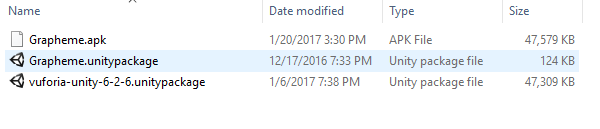 Name Date modified Type Size
Grapheme.apk 1/20/2017 3:30 PM APK File 47,579 KB
Grapheme.unitypackage 12/17/2016 7:33 PM Unity package file 124 KB
vuforia-unity-6-2-6.unitypackage 1/6/2017 7:38 PM Unity package file 47,309 KB